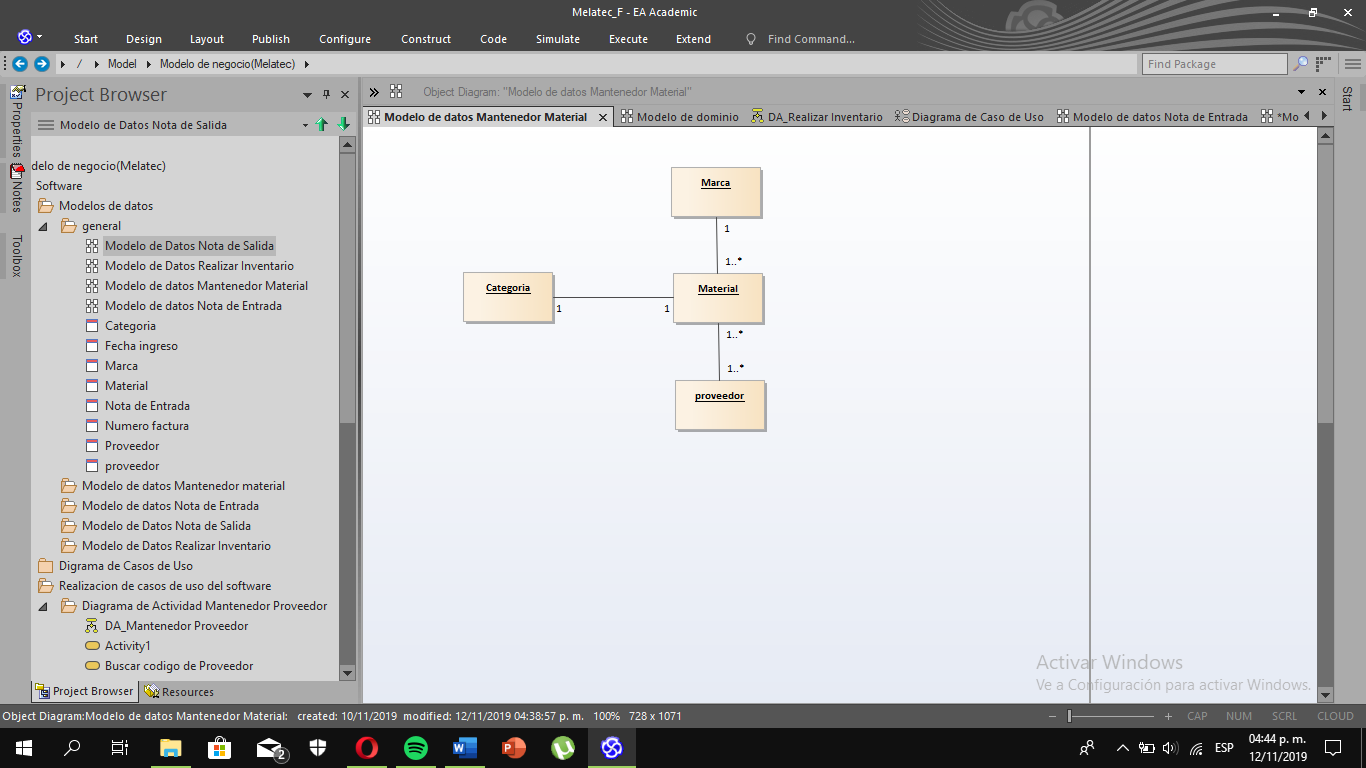 Melatec_F - EA Academic
Start Design Layout Publish Configure Construct Code Simulate Execute Extend Find Command...
/ Model Modelo de negocio(Melatec) Find Package
Project Browser
Object Diagram: "Modelo de datos Mantenedor Material"
Modelo de Datos Nota de Salida
Modelo de datos Mantenedor Material Modelo de dominio DA_Realizar Inventario Diagrama de Caso de Uso Modelo de datos Nota de Entrada *Mo
Properties
Notes
Toolbox
Start
delo de negocio(Melatec)
Software
Modelos de datos
general
Modelo de Datos Nota de Salida
Modelo de Datos Realizar Inventario
Modelo de datos Mantenedor Material
Modelo de datos Nota de Entrada
Categoria
Fecha ingreso
Marca
Material
Nota de Entrada
Numero factura
Proveedor
proveedor
Modelo de datos Mantenedor material
Modelo de datos Nota de Entrada
Modelo de Datos Nota de Salida
Modelo de Datos Realizar Inventario
Digrama de Casos de Uso
Realizacion de casos de uso del software
Diagrama de Actividad Mantenedor Proveedor
DA_Mantenedor Proveedor
Activity1
Buscar codigo de Proveedor
Project Browser Resources
Marca
1
1..*
Categoria
Material
1 1
1..*
1..*
proveedor
Activar Windows
Ve a Configuración para activar Windows.
Object Diagram:Modelo de datos Mantenedor Material: created: 10/11/2019 modified: 12/11/2019 04:38:57 p. m. 100% 728 x 1071 CAP NUM SCRL CLOUD
2
ESP
04:44 p. m.
12/11/2019